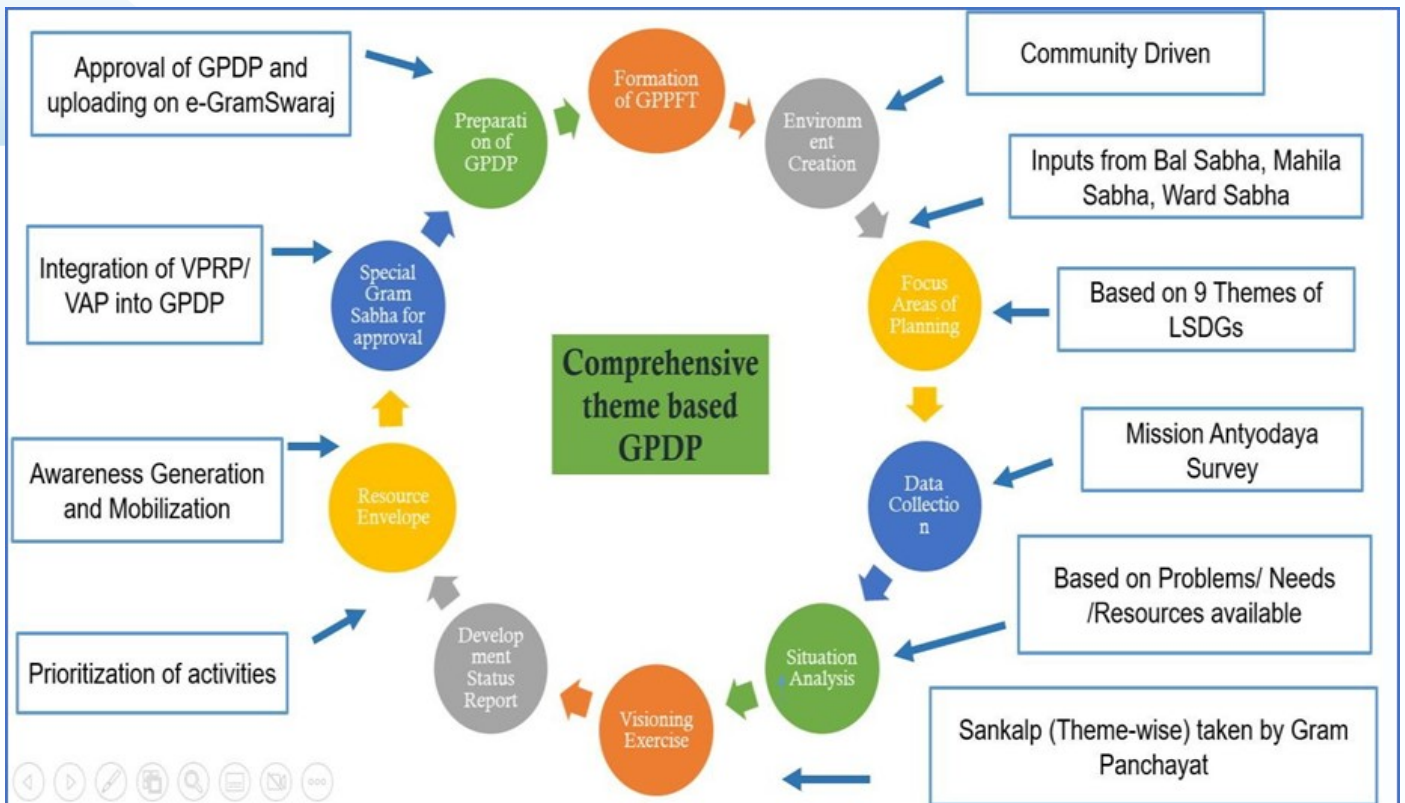 Approval of GPDP and
uploading on e-GramSwaraj
Integration of VPRP/
VAP into GPDP
Awareness Generation
and Mobilization
Prioritization of activities
Formation
of GPPFT
Environm
ent
Creation
Focus
Areas of
Planning
Data
Collectio
n
Situation
Analysis
Visioning
Exercise
Develop
ment
Status
Report
Resource
Envelope
Special
Gram
Sabha for
approval
Preparati
on of
GPDP
Comprehensive
theme based
GPDP
Community Driven
Inputs from Bal Sabha, Mahila
Sabha, Ward Sabha
Based on 9 Themes of
LSDGs
Mission Antyodaya
Survey
Based on Problems/ Needs
/Resources available
Sankalp (Theme-wise) taken by Gram
Panchayat